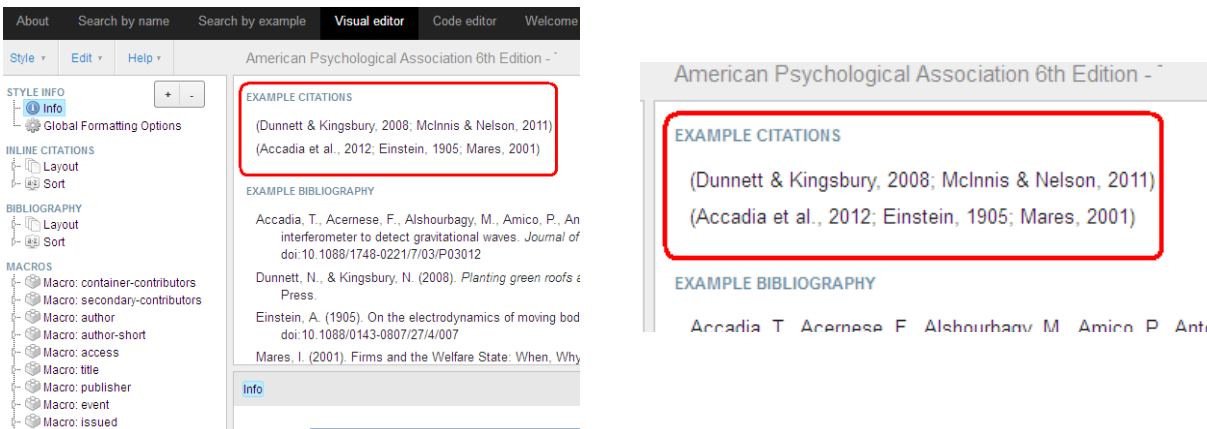 About Search by name Search by example Visual editor Code editor Welcome
Style Edit Help American Psychological Association 6th Edition -
STYLE INFO
+ -
Info
Global Formatting Options
INLINE CITATIONS
Layout
Sort
BIBLIOGRAPHY
Layout
Sort
MACROS
Macro: container-contributors
Macro: secondary-contributors
Macro: author
Macro: author-short
Macro: access
Macro: title
Macro: publisher
Macro: event
Macro: issued
EXAMPLE CITATIONS
(Dunnett & Kingsbury, 2008; McInnis & Nelson, 2011)
(Accadia et al., 2012; Einstein, 1905; Mares, 2001)
EXAMPLE BIBLIOGRAPHY
Accadia, T., Acernese, F., Alshourbagy, M., Amico, P., An
interferometer to detect gravitational waves. Journal of
doi:10.1088/1748-0221/7/03/P03012
Dunnett, N., & Kingsbury, N. (2008). Planting green roofs a
Press.
Einstein, A. (1905). On the electrodynamics of moving bod
doi:10.1088/0143-0807/27/4/007
Mares, I. (2001). Firms and the Welfare State: When, Why
Info
American Psychological Association 6th Edition -
EXAMPLE CITATIONS
(Dunnett & Kingsbury, 2008; McInnis & Nelson, 2011)
(Accadia et al., 2012; Einstein, 1905; Mares, 2001)
EXAMPLE BIBLIOGRAPHY
Accadia, T., Acernese, F., Alshourbagy, M., Amico, P., Ant